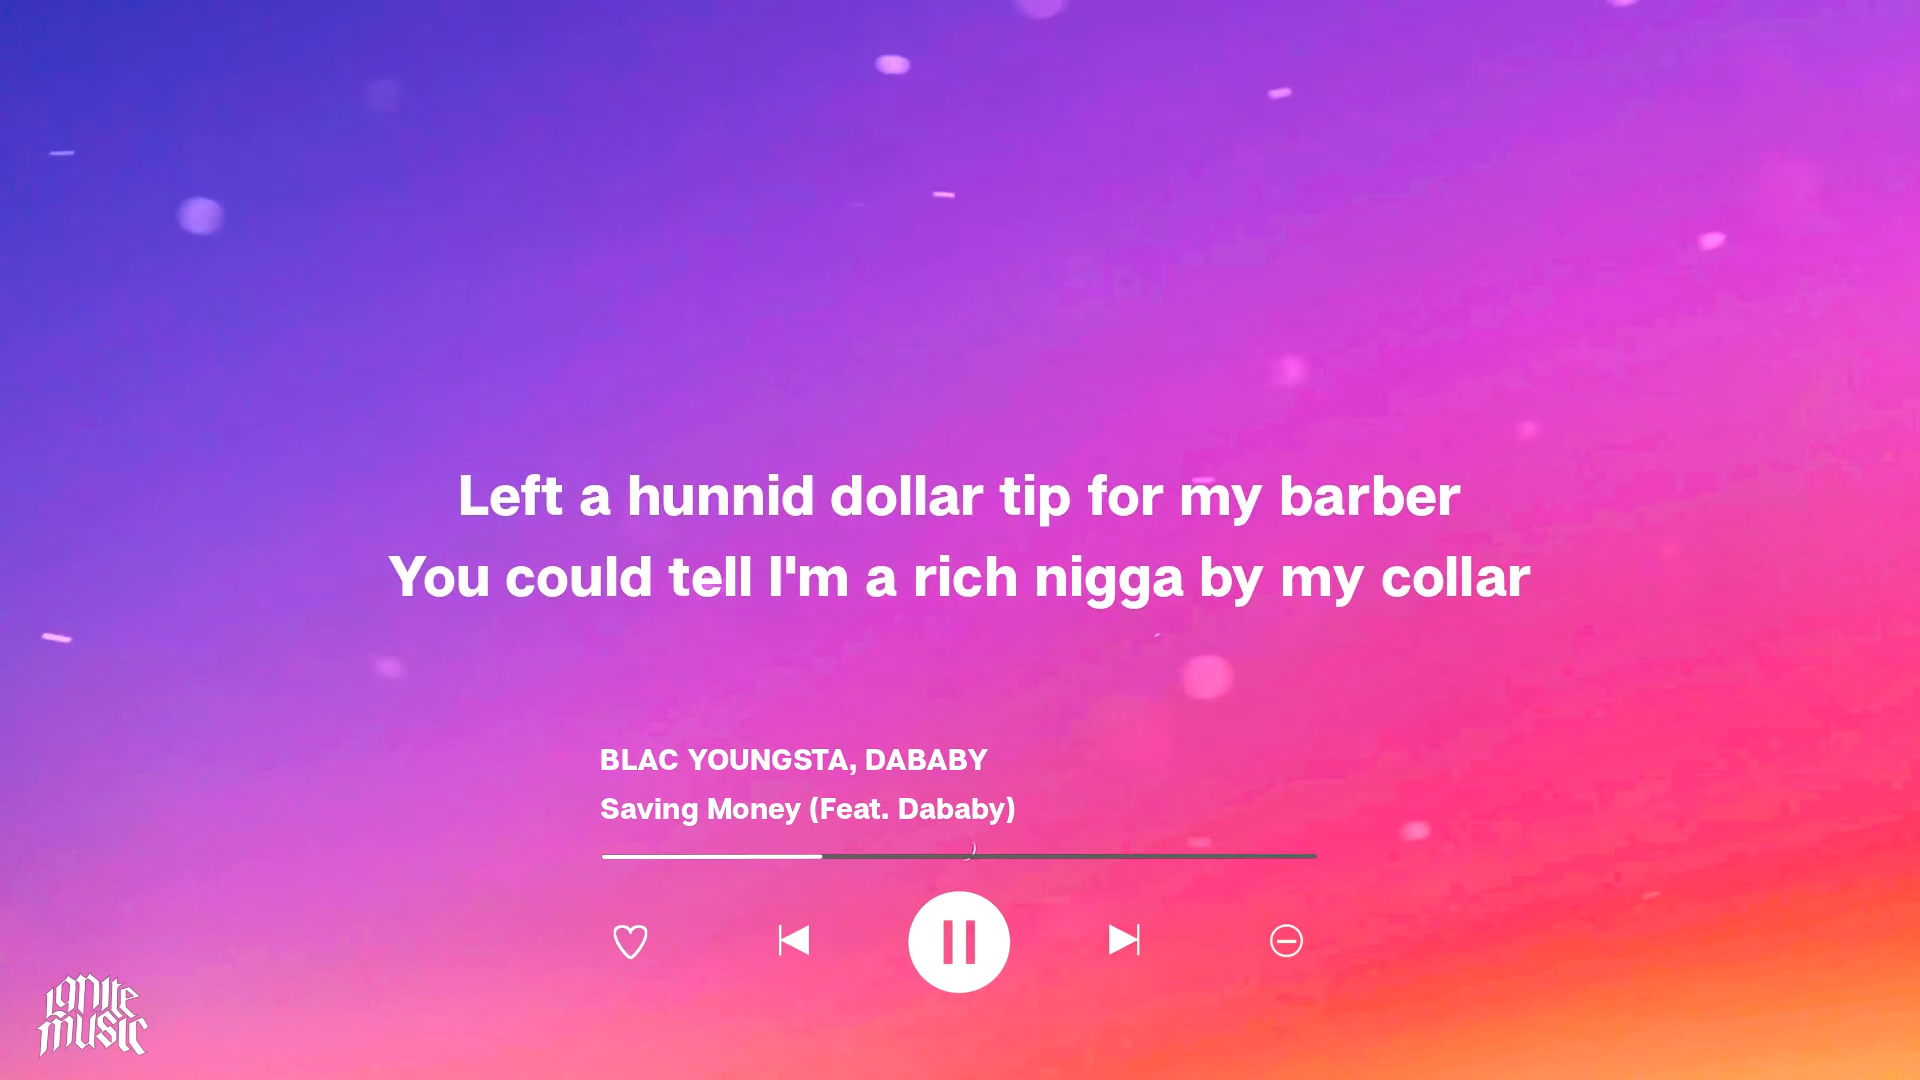 Left a hunnid dollar tip for my barber
You could tell I'm a rich nigga by my collar
BLAC YOUNGSTA, DABABY
Saving Money (Feat. Dababy)
ignite
music